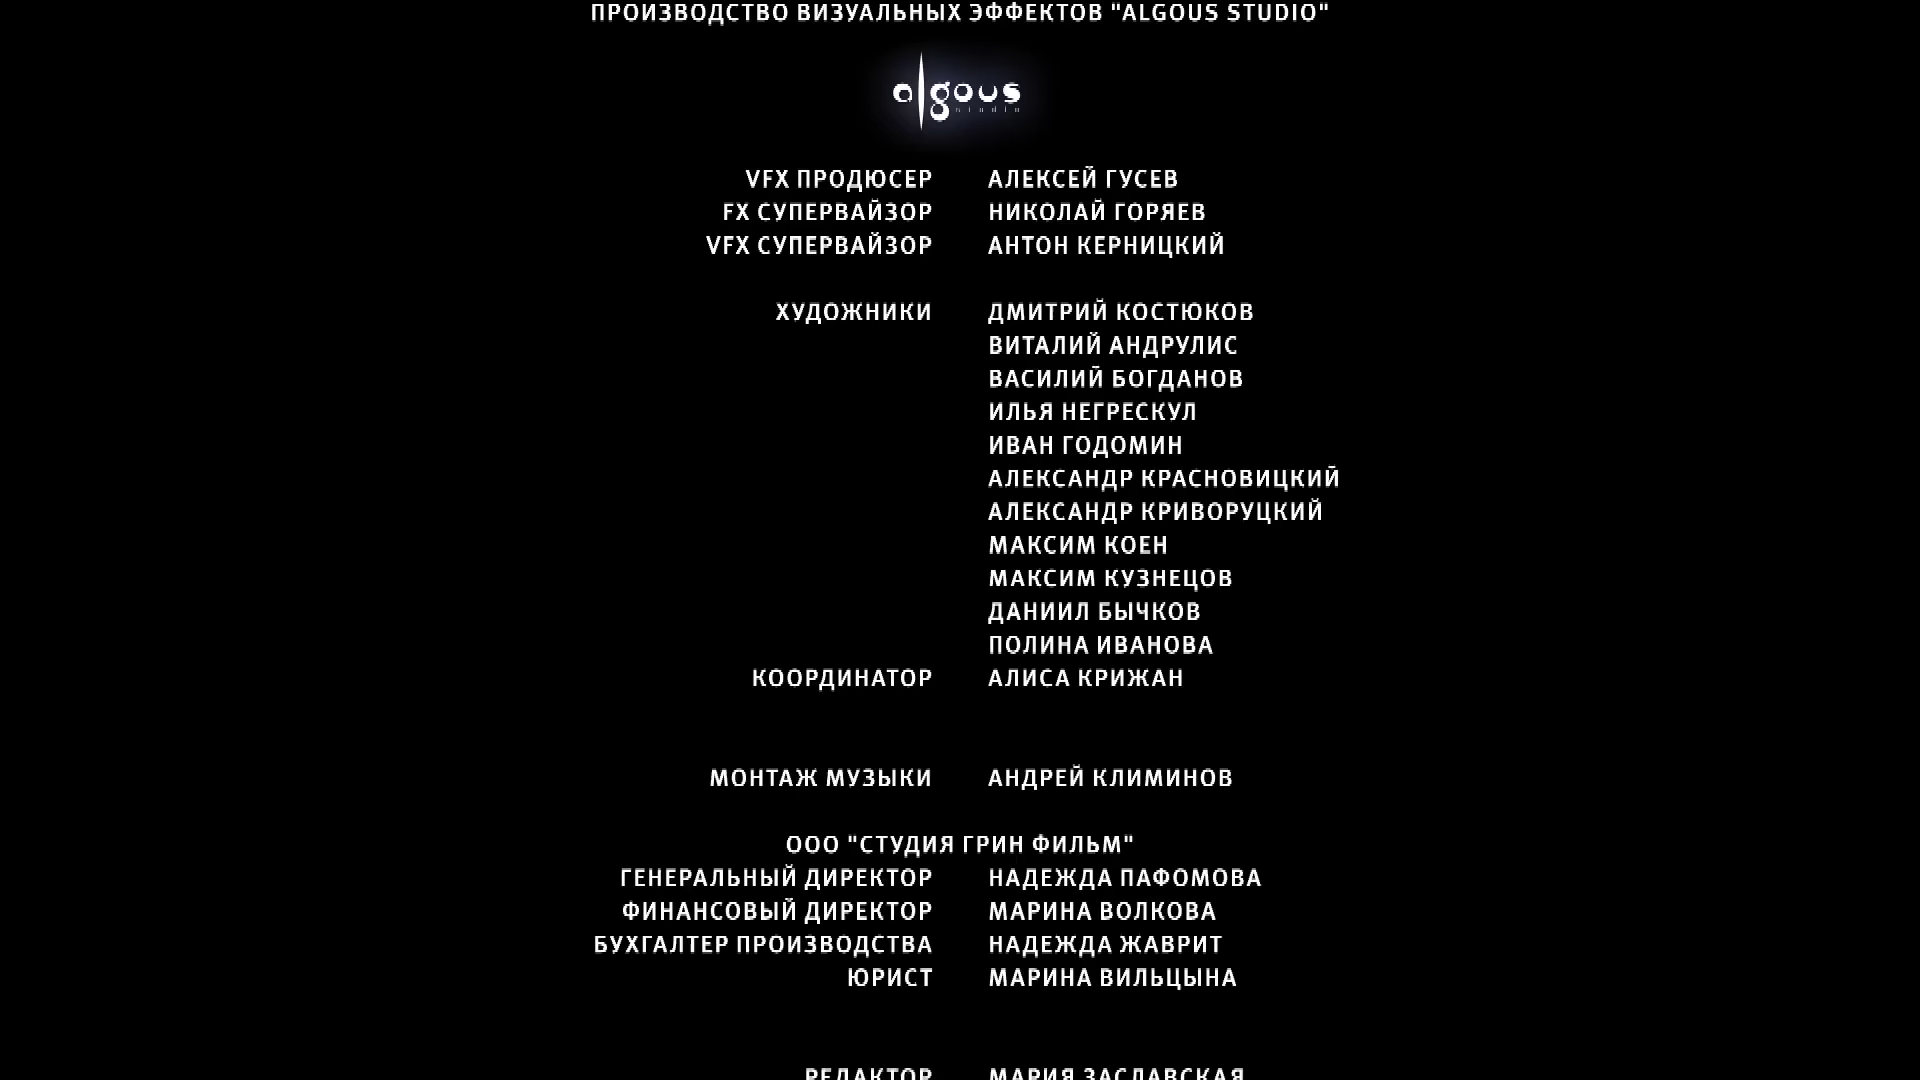 ПРОИЗВОДСТВО ВИЗУАЛЬНЫХ ЭФФЕКТОВ "ALGOUS STUDIO"
algous
studio
VFX ПРОДЮСЕР АЛЕКСЕЙ ГУСЕВ
FX СУПЕРВАЙЗОР НИКОЛАЙ ГОРЯЕВ
VFX СУПЕРВАЙЗОР АНТОН КЕРНИЦКИЙ
ХУДОЖНИКИ ДМИТРИЙ КОСТЮКОВ
ВИТАЛИЙ АНДРУЛИС
ВАСИЛИЙ БОГДАНОВ
ИЛЬЯ НЕГРЕСКУЛ
ИВАН ГОДОМИН
АЛЕКСАНДР КРАСНОВИЦКИЙ
АЛЕКСАНДР КРИВОРУЦКИЙ
МАКСИМ КОЕН
МАКСИМ КУЗНЕЦОВ
ДАНИИЛ БЫЧКОВ
ПОЛИНА ИВАНОВА
КООРДИНАТОР АЛИСА КРИЖАН
МОНТАЖ МУЗЫКИ АНДРЕЙ КЛИМИНОВ
ООО "СТУДИЯ ГРИН ФИЛЬМ"
ГЕНЕРАЛЬНЫЙ ДИРЕКТОР НАДЕЖДА ПАФОМОВА
ФИНАНСОВЫЙ ДИРЕКТОР МАРИНА ВОЛКОВА
БУХГАЛТЕР ПРОИЗВОДСТВА НАДЕЖДА ЖАВРИТ
ЮРИСТ МАРИНА ВИЛЬЦЫНА
РЕДАКТОР МАРИЯ ЗАСЛАВСКАЯ